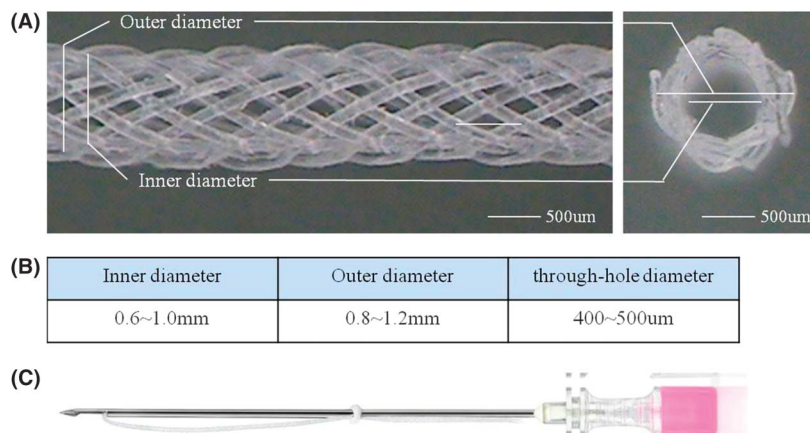 (A)
Outer diameter
Inner diameter
500um
500um
(B)
Inner diameter Outer diameter through-hole diameter
0.6~1.0mm 0.8~1.2mm 400~500um
(C)